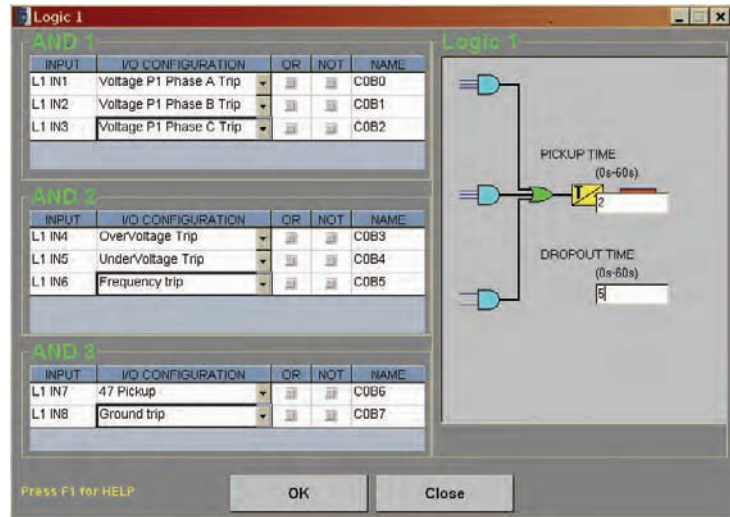 Logic 1
AND 1
INPUT I/O CONFIGURATION OR NOT NAME
L1 IN1 Voltage P1 Phase A Trip C0B0
L1 IN2 Voltage P1 Phase B Trip C0B1
L1 IN3 Voltage P1 Phase C Trip C0B2
AND 2
INPUT I/O CONFIGURATION OR NOT NAME
L1 IN4 OverVoltage Trip C0B3
L1 IN5 UnderVoltage Trip C0B4
L1 IN6 Frequency trip C0B5
AND 3
INPUT I/O CONFIGURATION OR NOT NAME
L1 IN7 47 Pickup C0B6
L1 IN8 Ground trip C0B7
Logic 1
PICKUP TIME
(0s-60s)
T
2
DROPOUT TIME
(0s-60s)
5
Press F1 for HELP
OK
Close